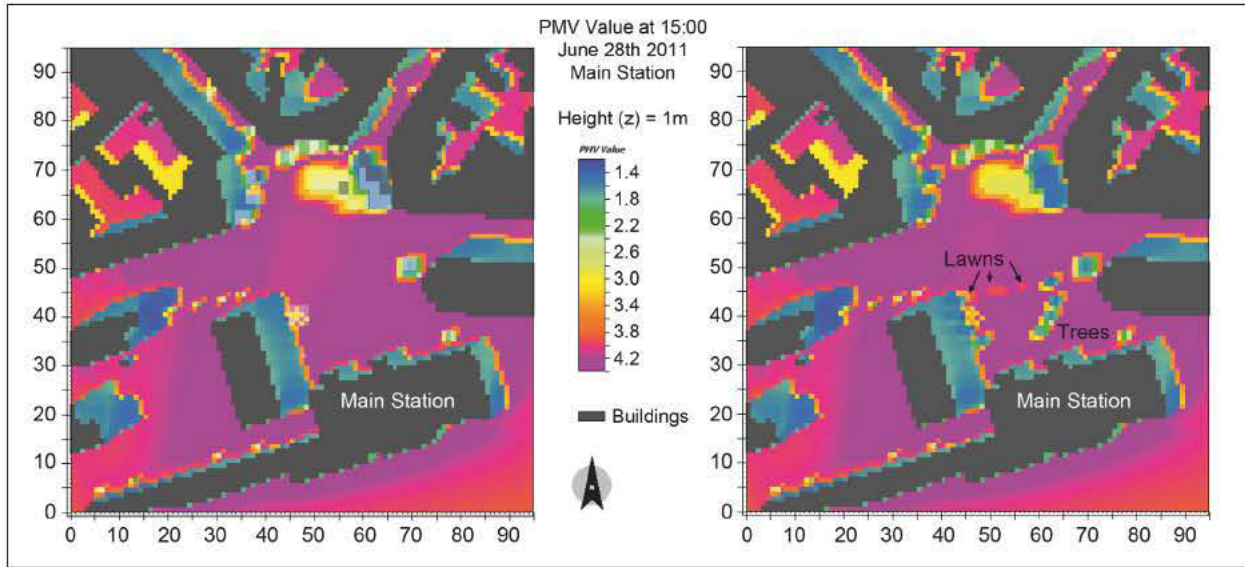 PMV Value at 15:00
June 28th 2011
Main Station
Height (z) = 1m
PMV Value
1.4
1.8
2.2
2.6
3.0
3.4
3.8
4.2
Buildings
N
90
80
70
60
50
40
30
20
10
0
0 10 20 30 40 50 60 70 80 90
Main Station
90
80
70
60
50
40
30
20
10
0
0 10 20 30 40 50 60 70 80 90
Lawns
Trees
Main Station